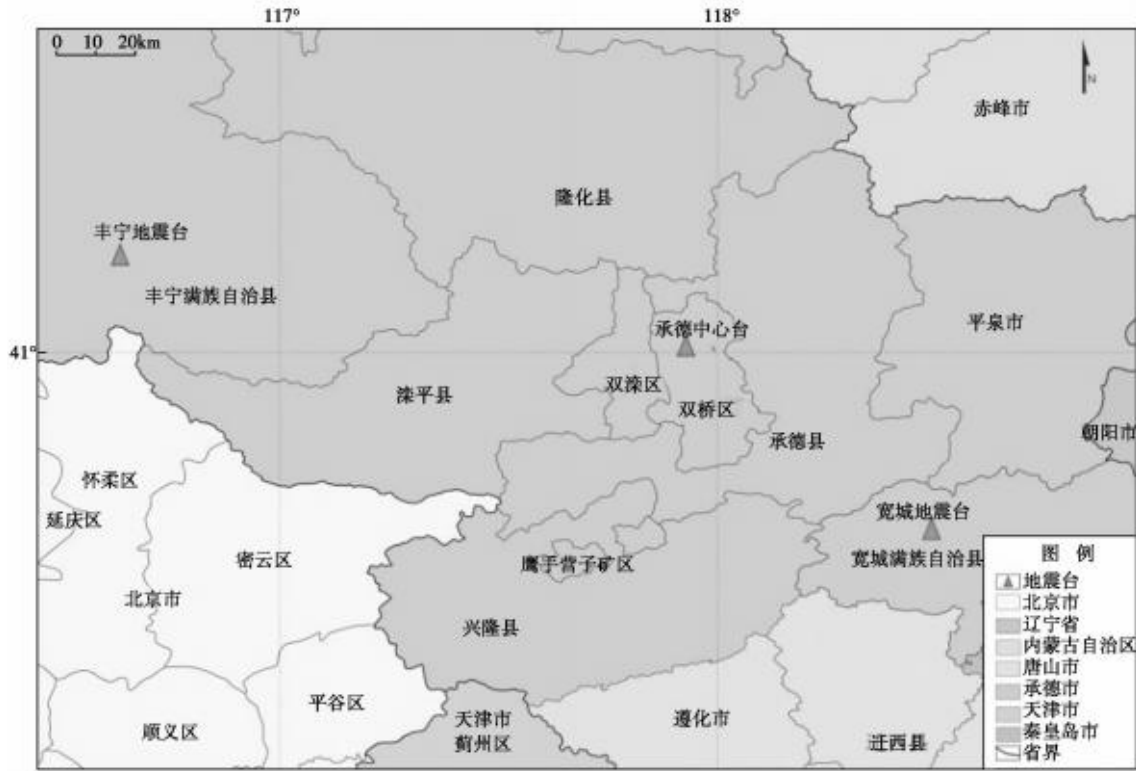 117°
118°
0 10 20km
N
赤峰市
隆化县
丰宁地震台
丰宁满族自治县
承德中心台
平泉市
41°
双滦区
滦平县
双桥区
承德县
朝阳市
怀柔区
延庆区
宽城地震台
密云区
鹰手营子矿区
宽城满族自治县
北京市
兴隆县
平谷区
天津市
蓟州区
遵化市
迁西县
顺义区
图 例
地震台
北京市
辽宁省
内蒙古自治区
唐山市
承德市
天津市
秦皇岛市
省界